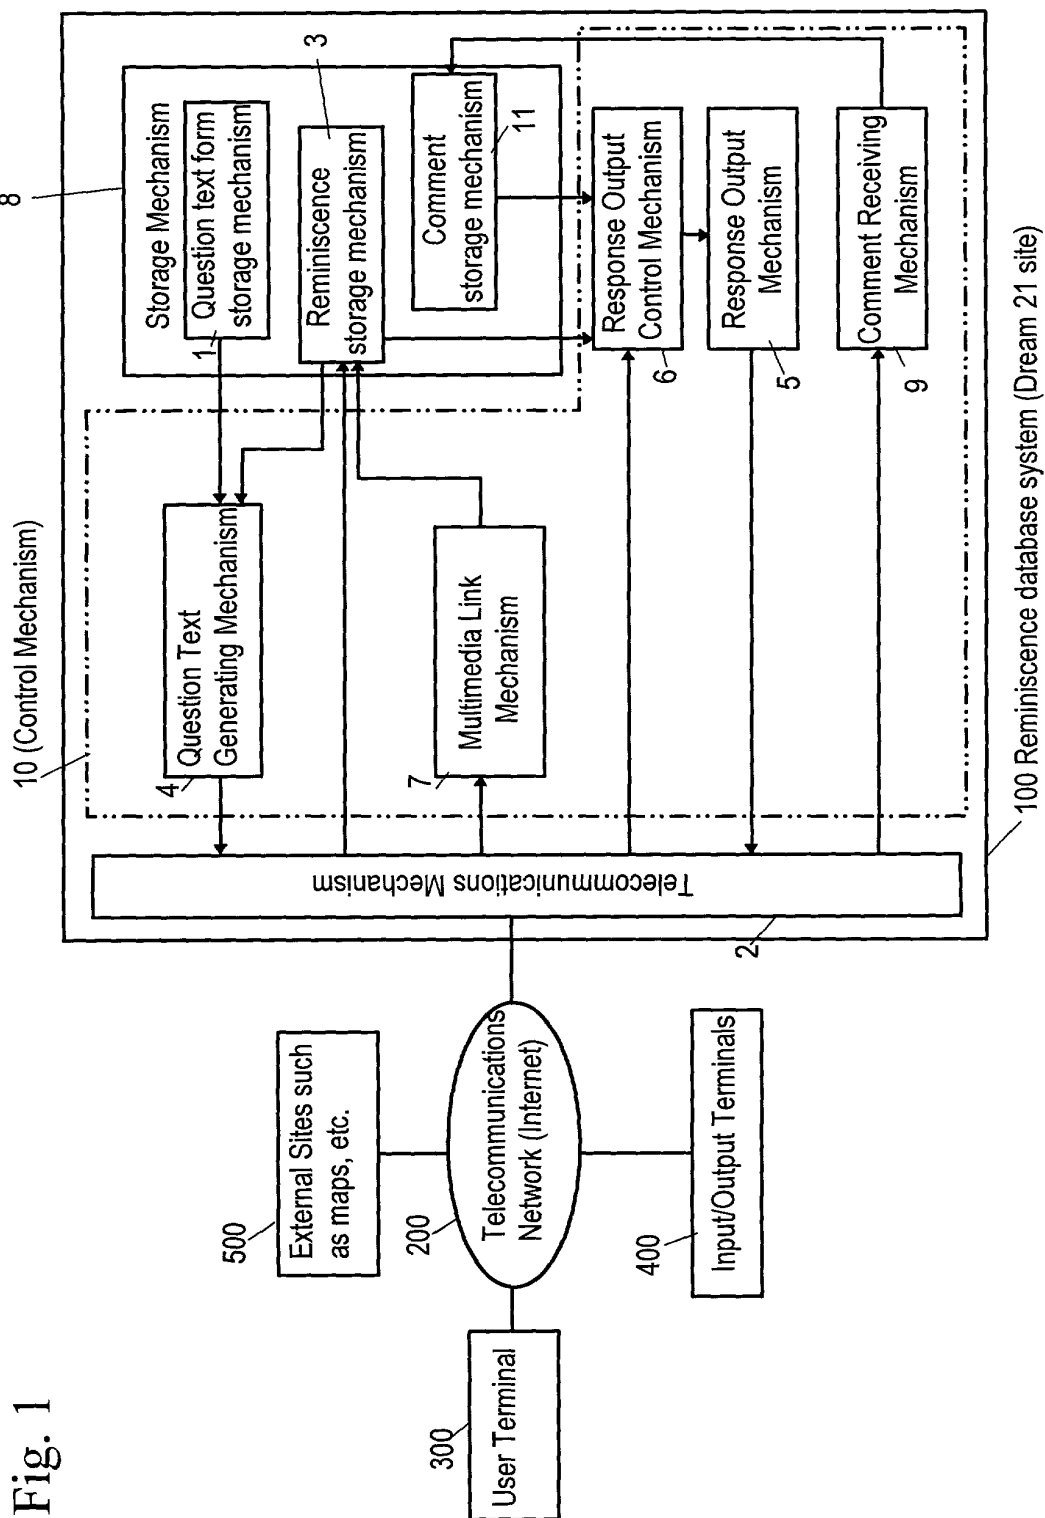 Fig. 1
10 (Control Mechanism)
8
Storage Mechanism
Question text form
storage mechanism
1
3
Reminiscence
storage mechanism
Comment
storage mechanism
11
4
Question Text
Generating Mechanism
7
Multimedia Link
Mechanism
Response Output
Control Mechanism
6
Response Output
Mechanism
5
Comment Receiving
Mechanism
9
Telecommunications Mechanism
2
100 Reminiscence database system (Dream 21 site)
500
External Sites such
as maps, etc.
200
Telecommunications
Network (Internet)
300
User Terminal
400
Input/Output Terminals